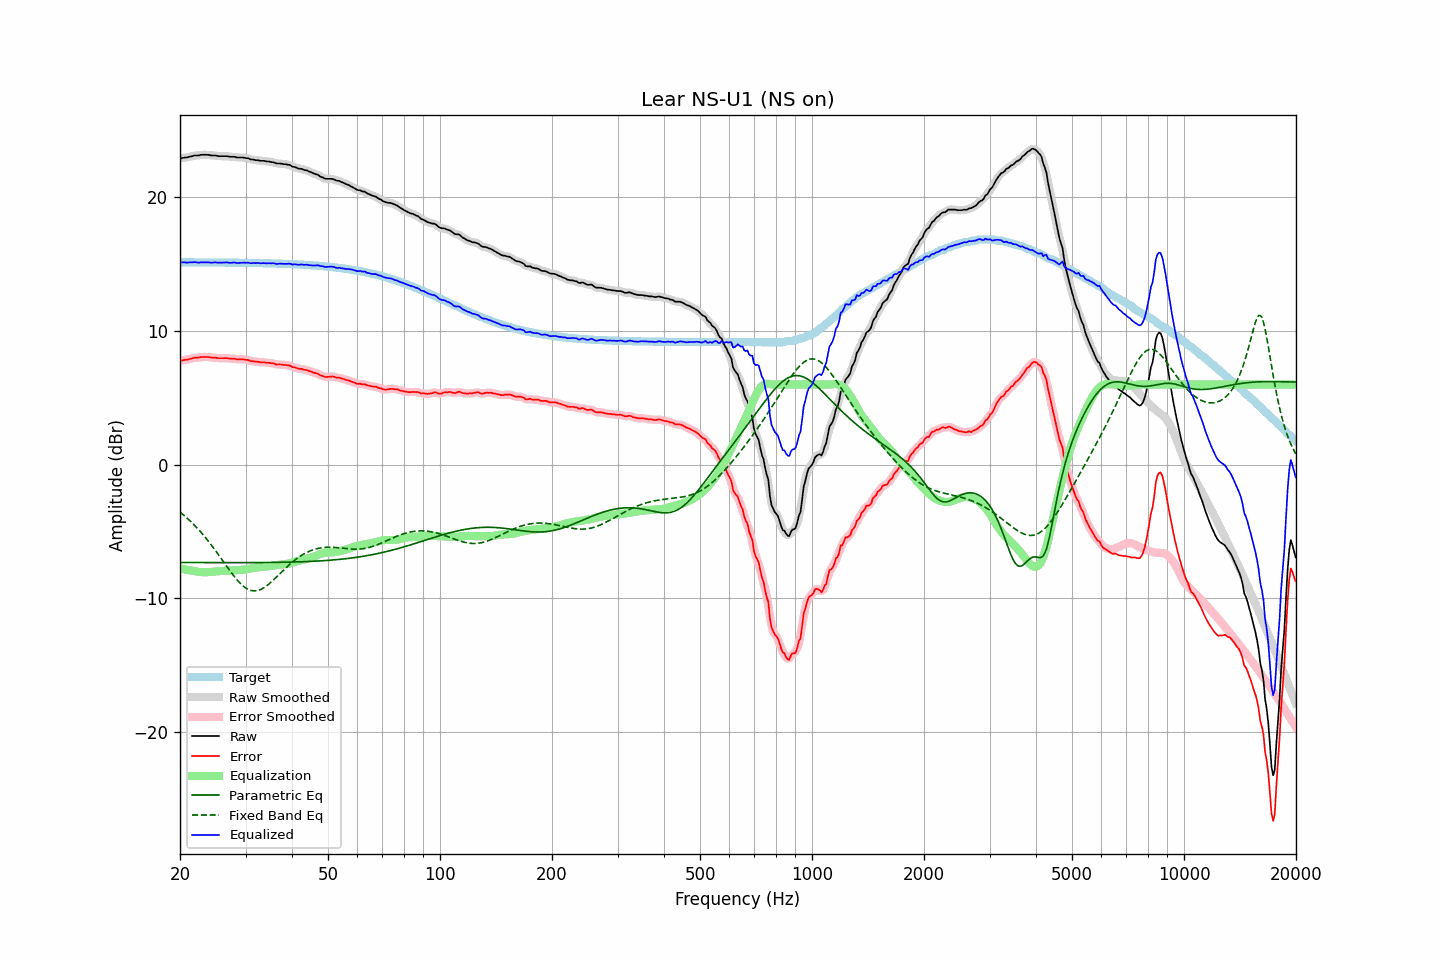 Lear NS-U1 (NS on)
Amplitude (dBr)
20
10
0
−10
−20
Target
Raw Smoothed
Error Smoothed
Raw
Error
Equalization
Parametric Eq
Fixed Band Eq
Equalized
20 50 100 200 500 1000 2000 5000 10000 20000
Frequency (Hz)